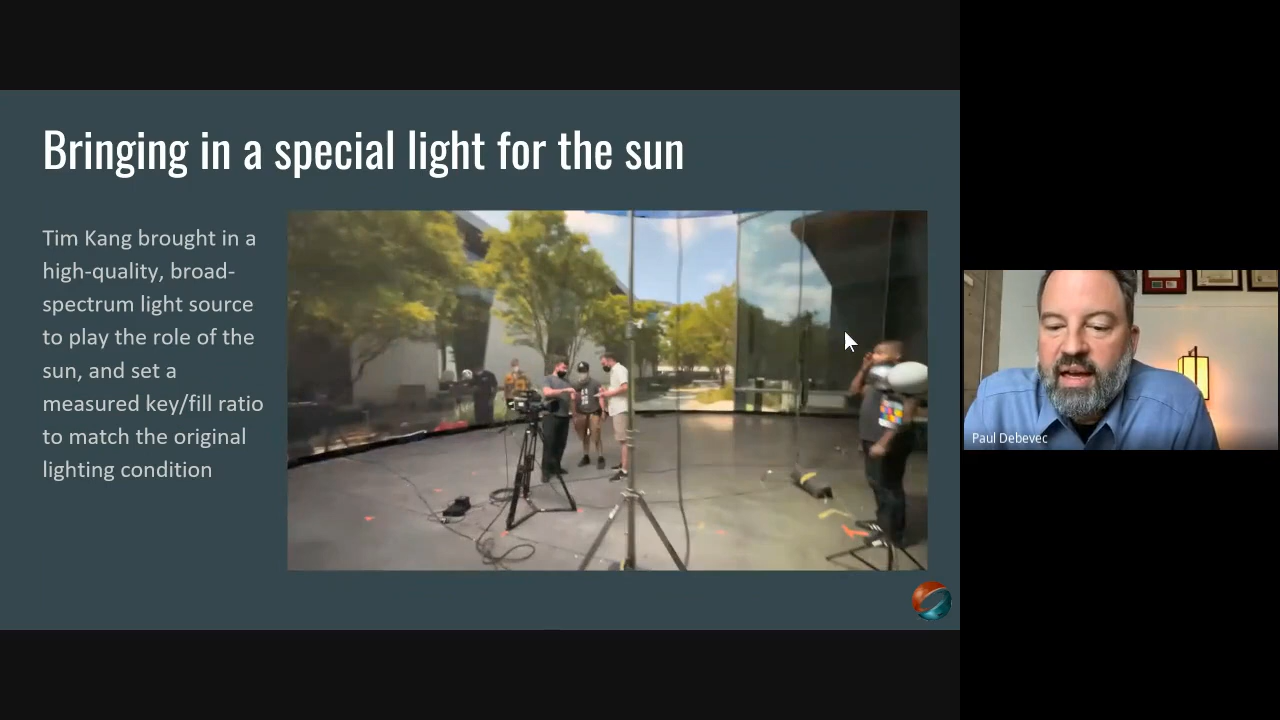 Bringing in a special light for the sun
Tim Kang brought in a
high-quality, broad-
spectrum light source
to play the role of the
sun, and set a
measured key/fill ratio
to match the original
lighting condition
Paul Debevec